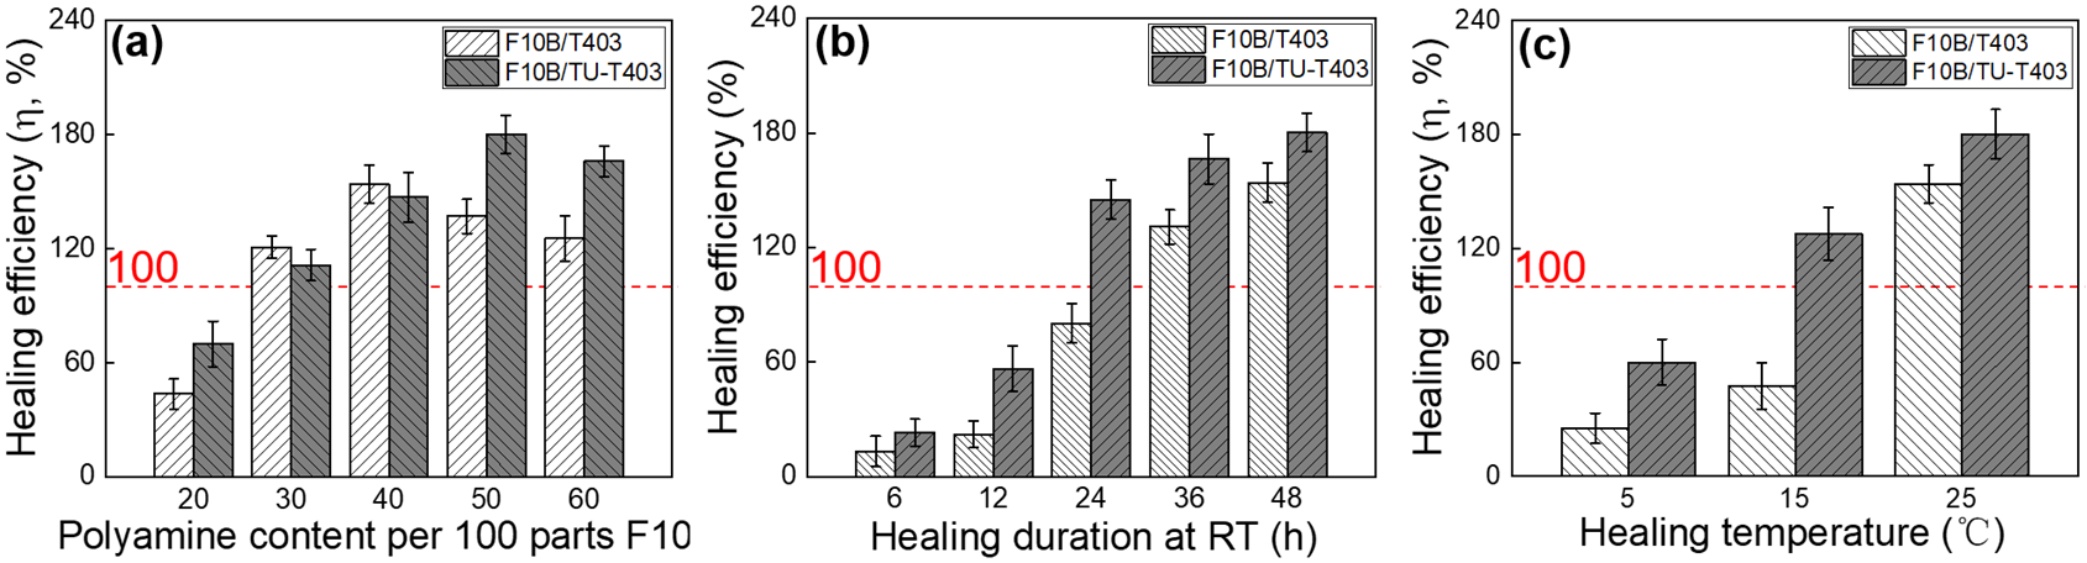 (a)
F10B/T403
F10B/TU-T403
Healing efficiency (η, %)
240
180
120
60
0
100
20 30 40 50 60
Polyamine content per 100 parts F10
(b)
F10B/T403
F10B/TU-T403
Healing efficiency (%)
240
180
120
60
0
100
6 12 24 36 48
Healing duration at RT (h)
(c)
F10B/T403
F10B/TU-T403
Healing efficiency (η, %)
240
180
120
60
0
100
5 15 25
Healing temperature (℃)